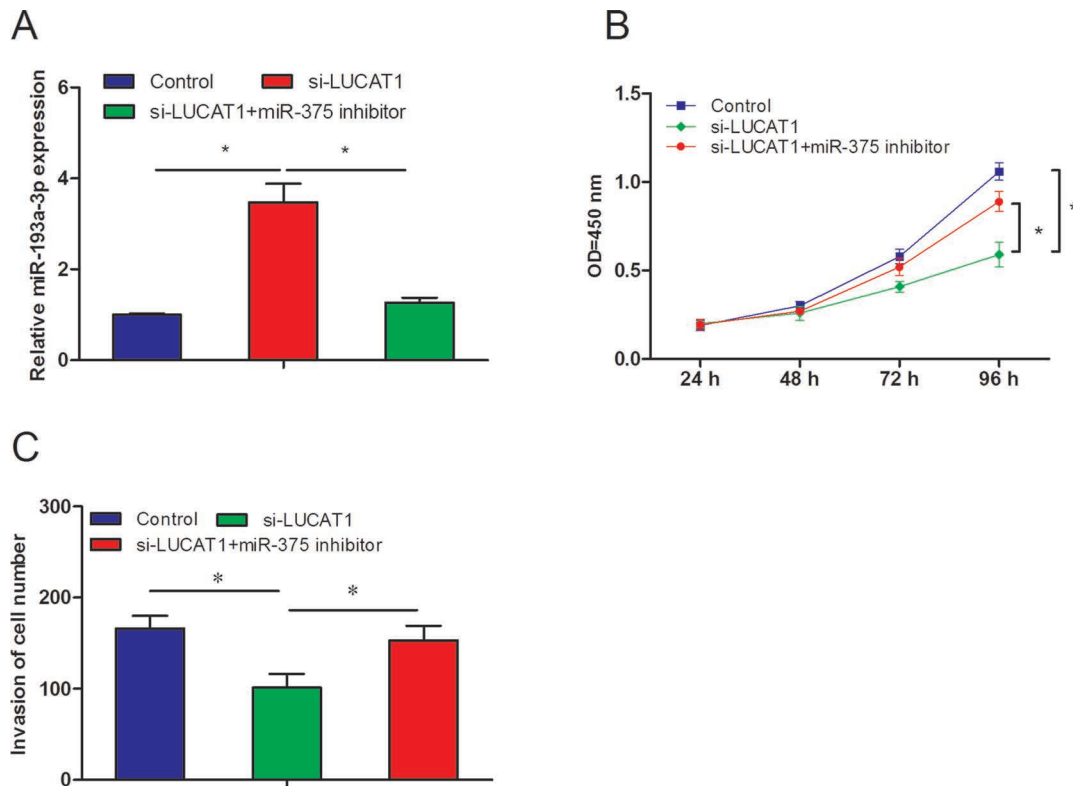 A
Control
si-LUCAT1
si-LUCAT1+miR-375 inhibitor
Relative miR-193a-3p expression
6
4
2
0
*
*
B
Control
si-LUCAT1
si-LUCAT1+miR-375 inhibitor
OD=450 nm
1.5
1.0
0.5
0.0
24 h 48 h 72 h 96 h
*
*
C
Control
si-LUCAT1
si-LUCAT1+miR-375 inhibitor
Invasion of cell number
300
200
100
0
*
*